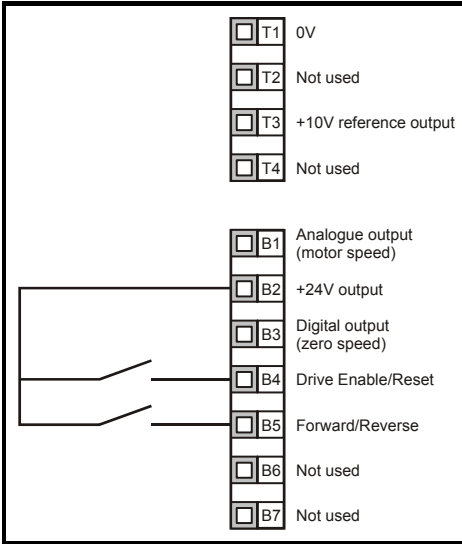 T1 0V
T2 Not used
T3 +10V reference output
T4 Not used
B1 Analogue output
(motor speed)
B2 +24V output
B3 Digital output
(zero speed)
B4 Drive Enable/Reset
B5 Forward/Reverse
B6 Not used
B7 Not used